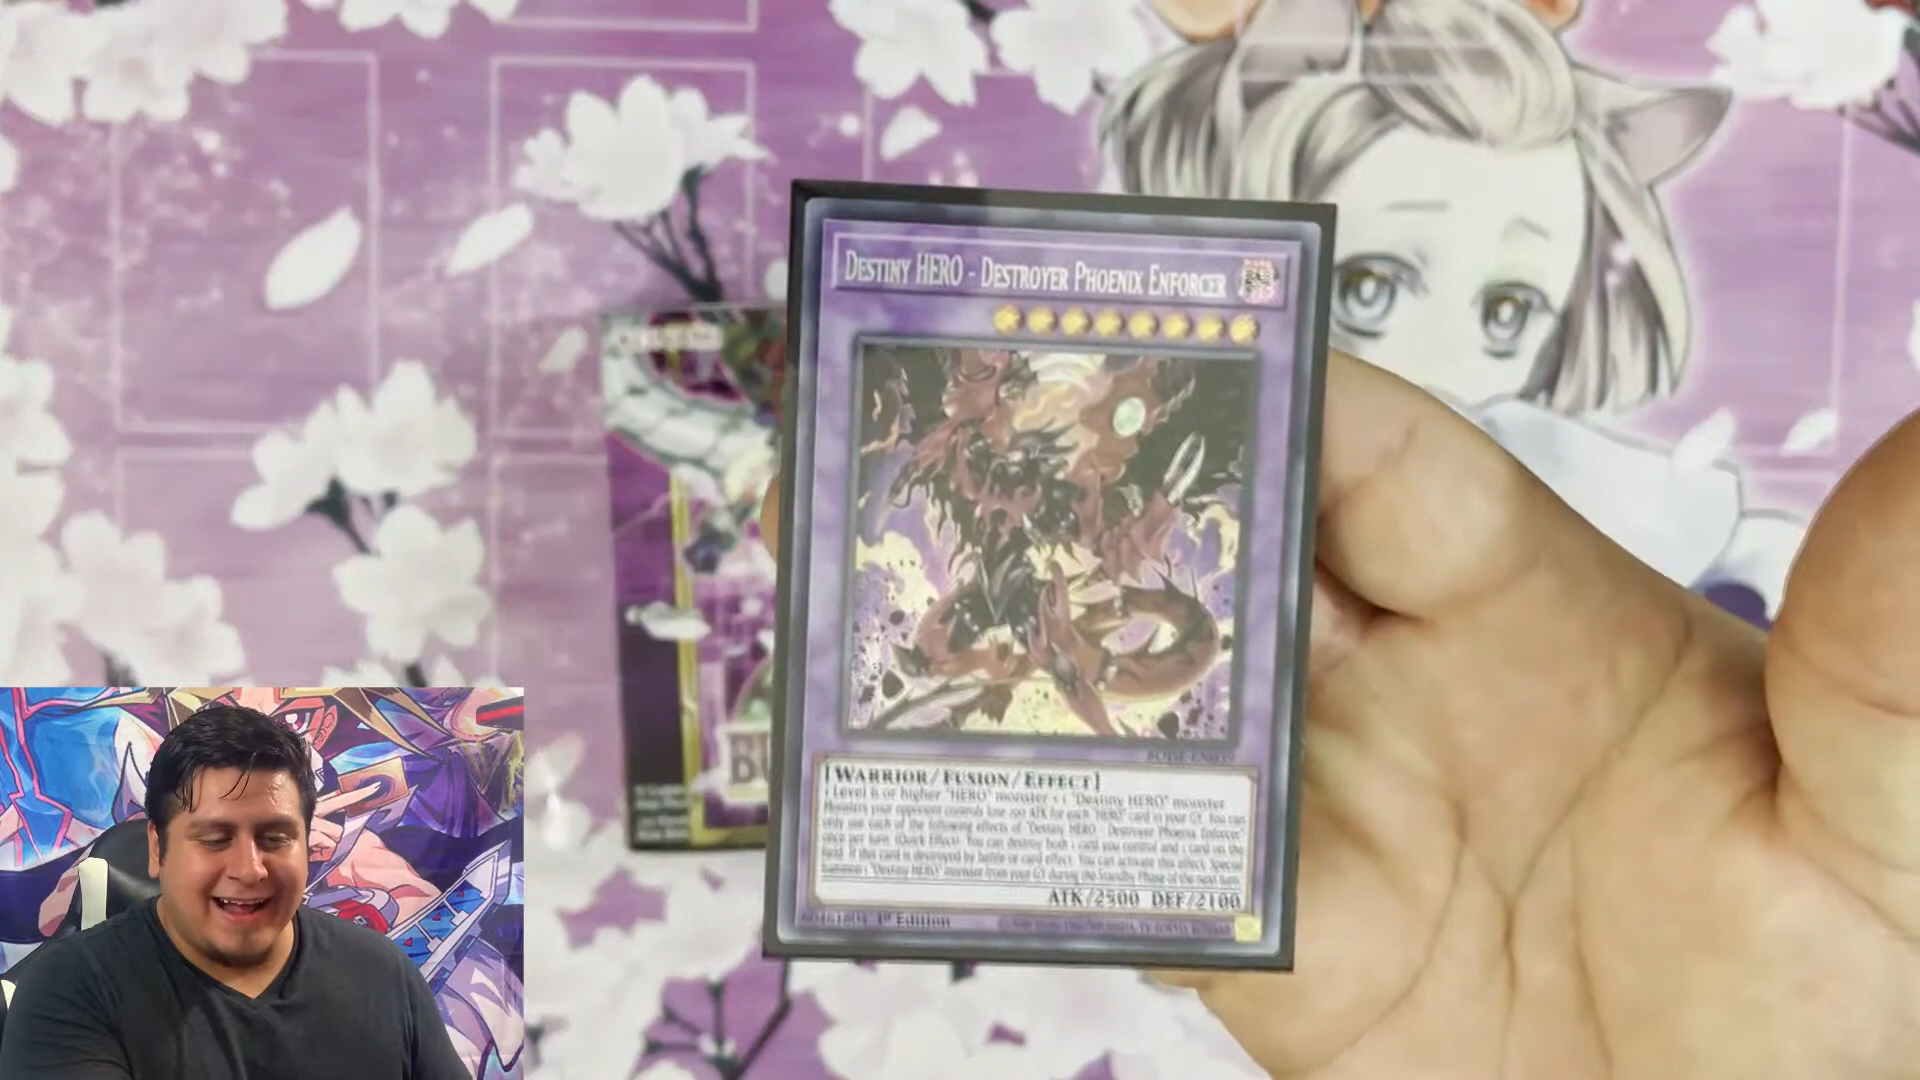 DESTINY HERO - DESTROYER PHOENIX ENFORCER
[WARRIOR/FUSION/EFFECT]
1 Level 6 or higher "HERO" monster + 1 "Destiny HERO" monster
Monsters your opponent controls lose 200 ATK for each "HERO" card in your GY. You can
only use each of the following effects of "Destiny HERO - Destroyer Phoenix Enforcer"
once per turn. (Quick Effect): You can destroy both 1 card you control and 1 card on the
field. If this card is destroyed by battle or card effect: You can activate this effect; Special
Summon 1 "Destiny HERO" monster from your GY during the Standby Phase of the next turn.
ATK/2500 DEF/2100
1st Edition
BU